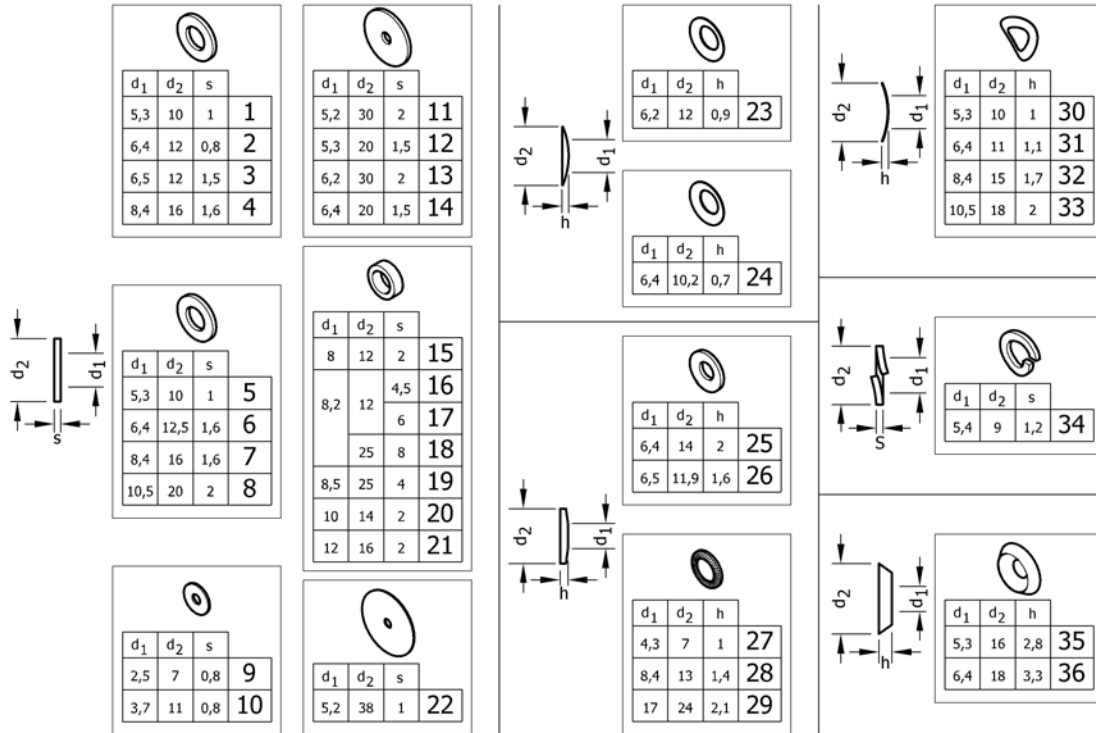 d1 d2 s
5,3 10 1 1
6,4 12 0,8 2
6,5 12 1,5 3
8,4 16 1,6 4
d2
d1
s
d1 d2 s
5,3 10 1 5
6,4 12,5 1,6 6
8,4 16 1,6 7
10,5 20 2 8
d1 d2 s
2,5 7 0,8 9
3,7 11 0,8 10
d1 d2 s
5,2 30 2 11
5,3 20 1,5 12
6,2 30 2 13
6,4 20 1,5 14
d1 d2 s
8 12 2 15
8,2 12 4,5 16
6 17
25 8 18
8,5 25 4 19
10 14 2 20
12 16 2 21
d1 d2 s
5,2 38 1 22
d2
d1
h
d1 d2 h
6,2 12 0,9 23
d1 d2 h
6,4 10,2 0,7 24
d2
d1
h
d1 d2 h
6,4 14 2 25
6,5 11,9 1,6 26
d1 d2 h
4,3 7 1 27
8,4 13 1,4 28
17 24 2,1 29
d2
d1
h
d1 d2 h
5,3 10 1 30
6,4 11 1,1 31
8,4 15 1,7 32
10,5 18 2 33
d2
d1
S
d1 d2 s
5,4 9 1,2 34
d2
d1
h
d1 d2 h
5,3 16 2,8 35
6,4 18 3,3 36